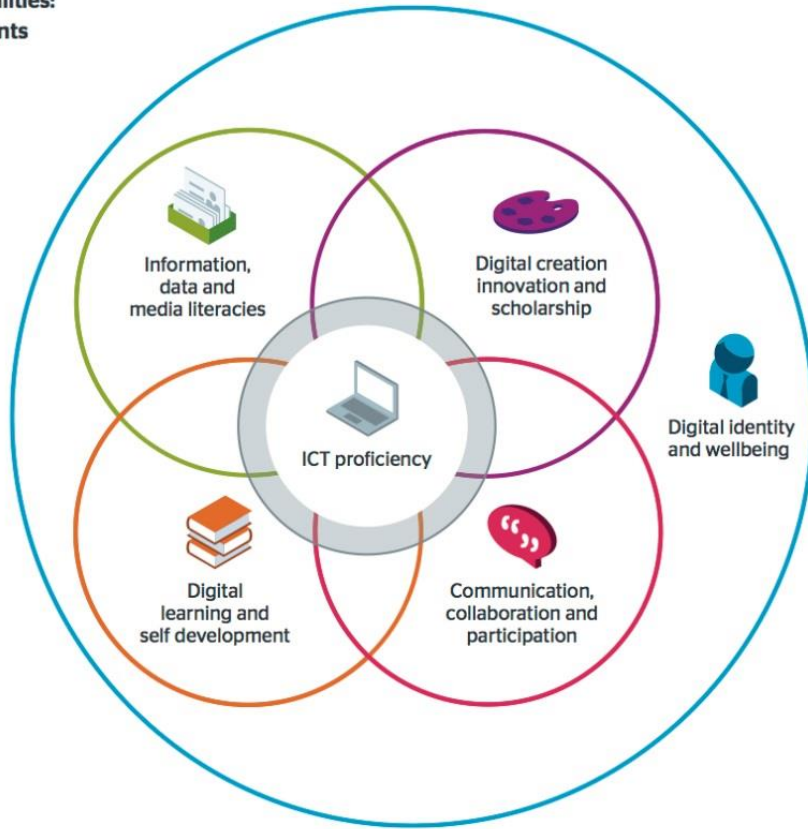 Information,
data and
media literacies
Digital creation
innovation and
scholarship
Digital identity
and wellbeing
ICT proficiency
Digital
learning and
self development
Communication,
collaboration and
participation